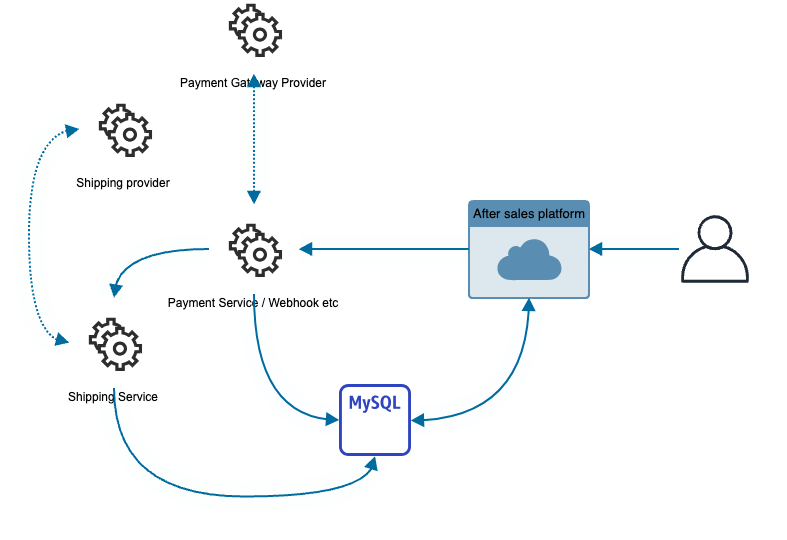 Payment Gateway Provider
Shipping provider
After sales platform
Payment Service / Webhook etc
Shipping Service
MySQL